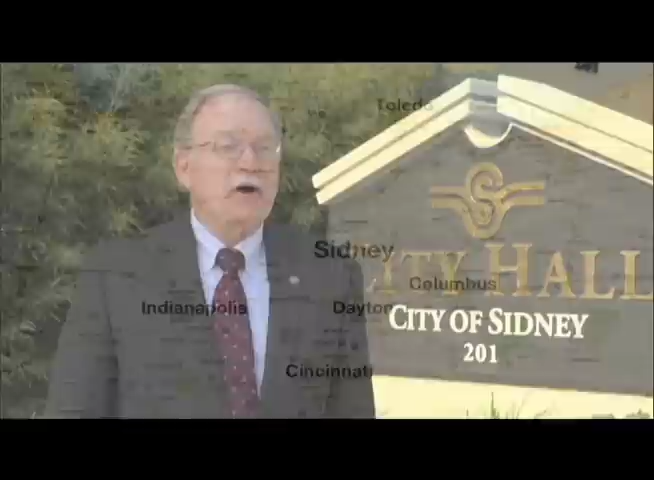 Toledo
Sidney
CITY HALL
Columbus
Indianapolis
Dayton
CITY OF SIDNEY
201
Cincinnati